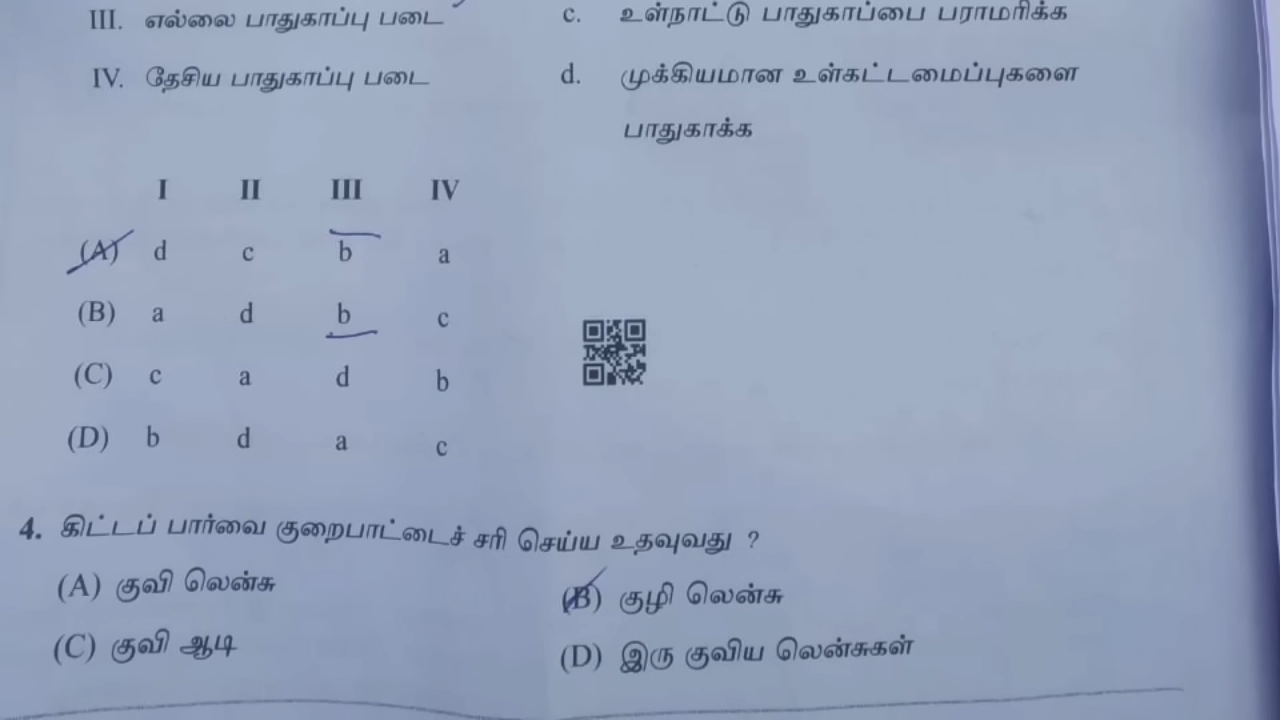 III. எல்லை பாதுகாப்பு படை c. உள்நாட்டு பாதுகாப்பை பராமரிக்க
IV. தேசிய பாதுகாப்பு படை d. முக்கியமான உள்கட்டமைப்புகளை
பாதுகாக்க
I II III IV
(A) d c b a
(B) a d b c
(C) c a d b
(D) b d a c
4. கிட்டப் பார்வை குறைபாட்டைச் சரி செய்ய உதவுவது ?
(A) குவி லென்சு (B) குழி லென்சு
(C) குவி ஆடி (D) இரு குவிய லென்சுகள்